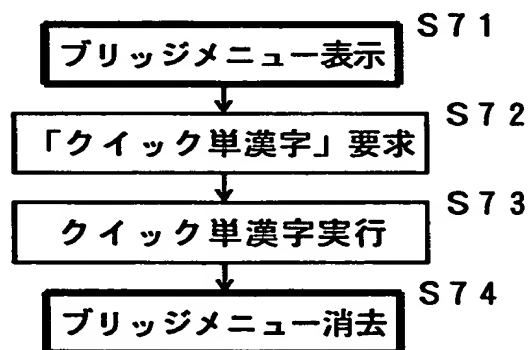 S71
ブリッジメニュー表示
S72
「クイック単漢字」要求
S73
クイック単漢字実行
S74
ブリッジメニュー消去